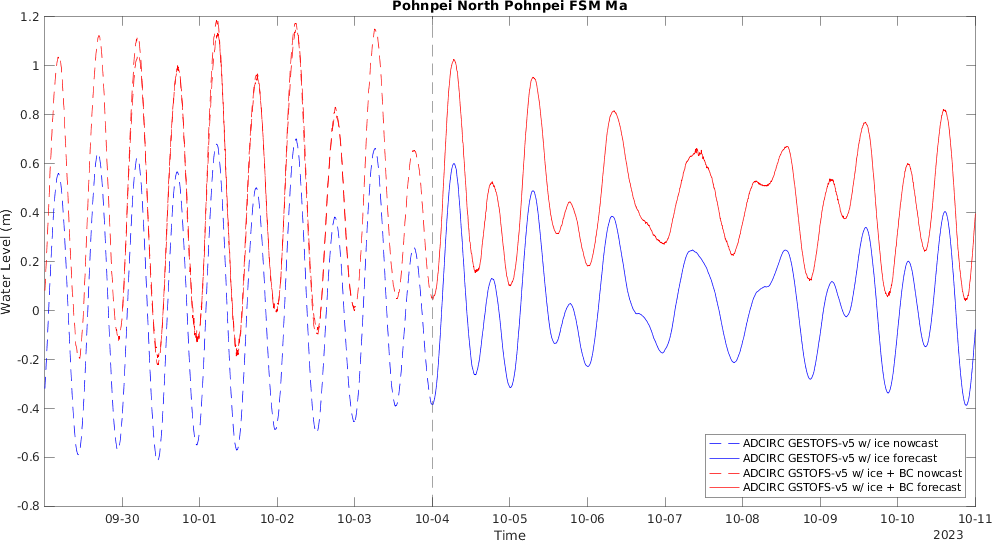 Pohnpei North Pohnpei FSM Ma
1.2
1
0.8
0.6
0.4
0.2
0
-0.2
-0.4
-0.6
-0.8
Water Level (m)
09-30 10-01 10-02 10-03 10-04 10-05 10-06 10-07 10-08 10-09 10-10 10-11
Time
2023
ADCIRC GESTOFS-v5 w/ ice nowcast
ADCIRC GESTOFS-v5 w/ ice forecast
ADCIRC GSTOFS-v5 w/ ice + BC nowcast
ADCIRC GSTOFS-v5 w/ ice + BC forecast